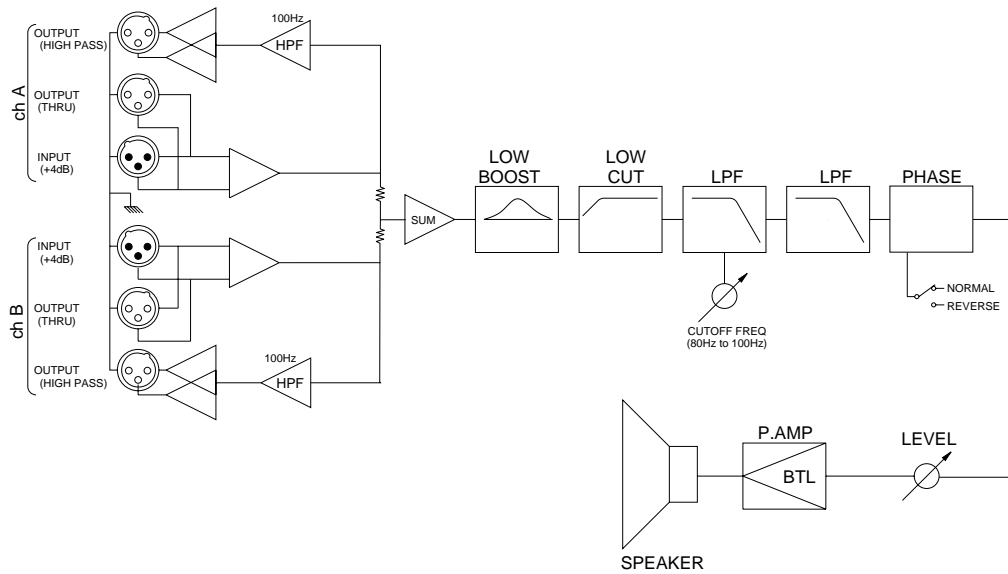 ch A
OUTPUT
(HIGH PASS)
100Hz
HPF
OUTPUT
(THRU)
INPUT
(+4dB)
ch B
INPUT
(+4dB)
OUTPUT
(THRU)
OUTPUT
(HIGH PASS)
100Hz
HPF
SUM
LOW
BOOST
LOW
CUT
LPF
LPF
PHASE
CUTOFF FREQ
(80Hz to 100Hz)
NORMAL
REVERSE
P.AMP
BTL
LEVEL
SPEAKER